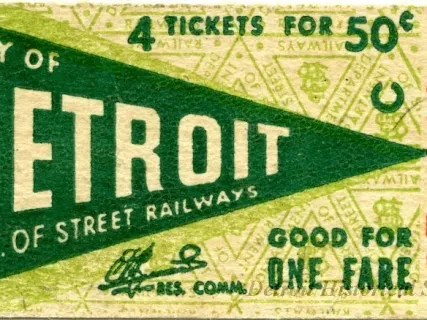 4 TICKETS FOR 50¢
Y OF
ETROIT
. OF STREET RAILWAYS
C
GOOD FOR
ONE FARE
RES. COMM.
Detroit Historical S